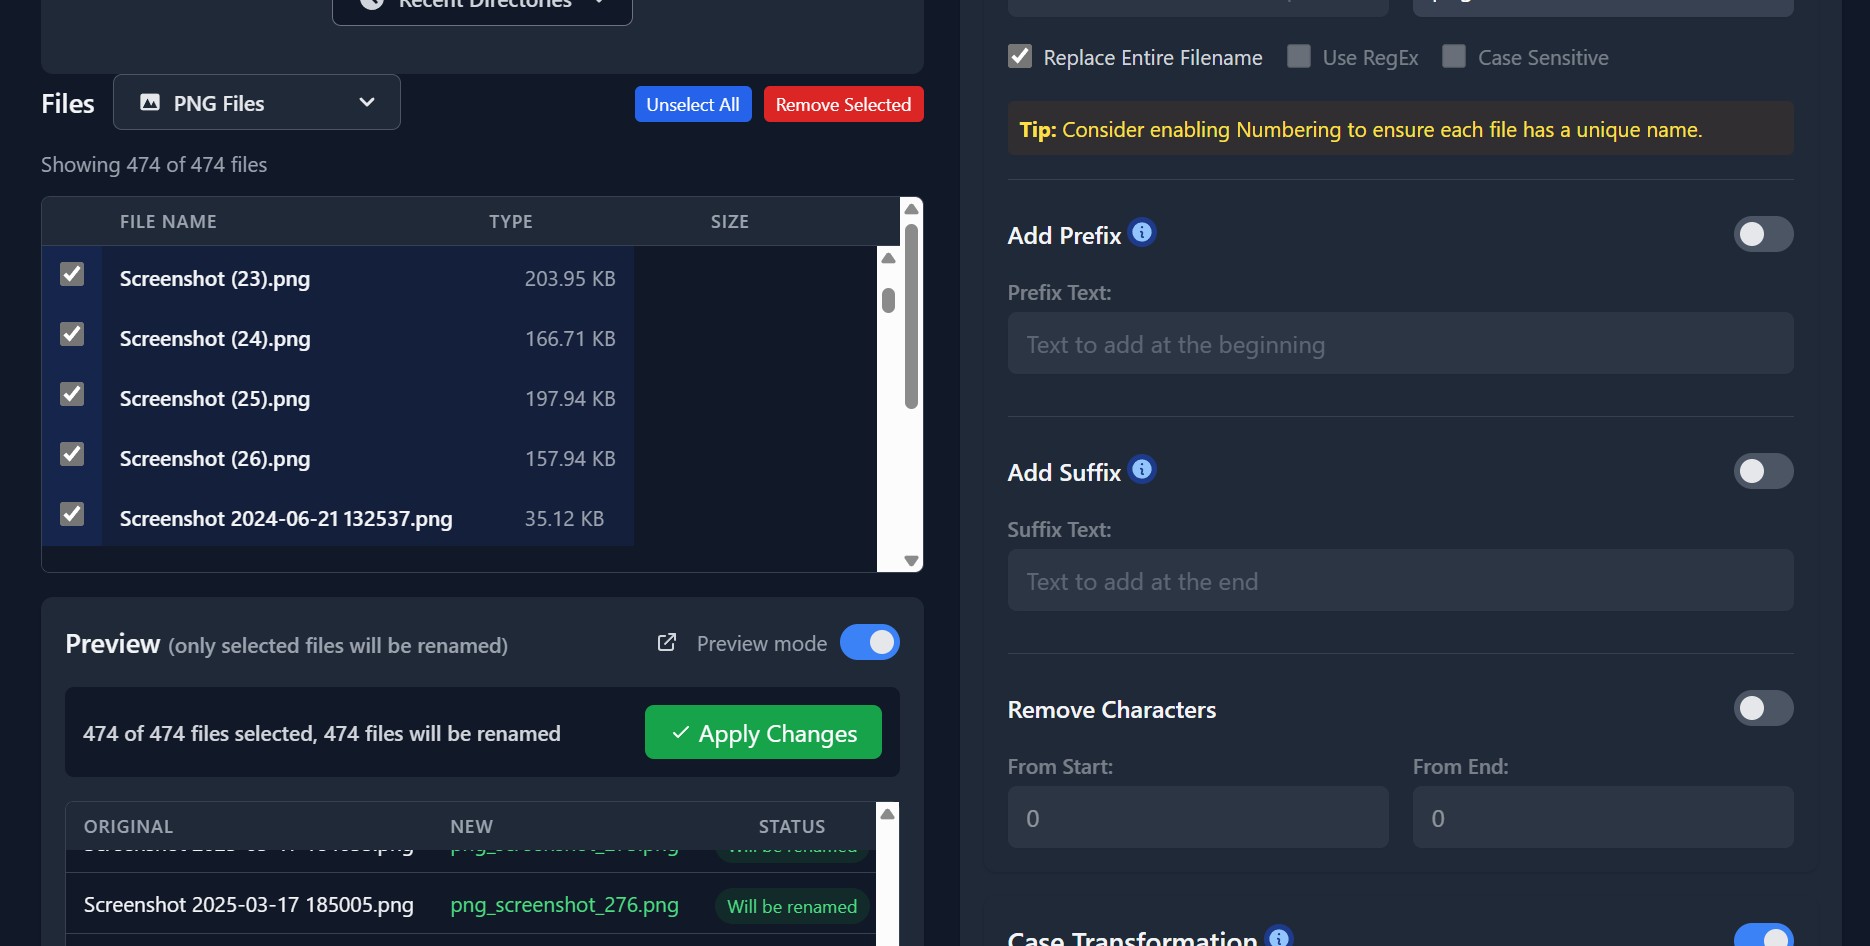 Recent Directories
Files
PNG Files
Unselect All
Remove Selected
Showing 474 of 474 files
FILE NAME TYPE SIZE
Screenshot (23).png 203.95 KB
Screenshot (24).png 166.71 KB
Screenshot (25).png 197.94 KB
Screenshot (26).png 157.94 KB
Screenshot 2024-06-21 132537.png 35.12 KB
Preview (only selected files will be renamed)
Preview mode
474 of 474 files selected, 474 files will be renamed
Apply Changes
ORIGINAL NEW STATUS
Will be renamed
Screenshot 2025-03-17 185005.png png_screenshot_276.png Will be renamed
Replace Entire Filename
Use RegEx
Case Sensitive
Tip: Consider enabling Numbering to ensure each file has a unique name.
Add Prefix
Prefix Text:
Text to add at the beginning
Add Suffix
Suffix Text:
Text to add at the end
Remove Characters
From Start: From End:
0 0
Case Transformation